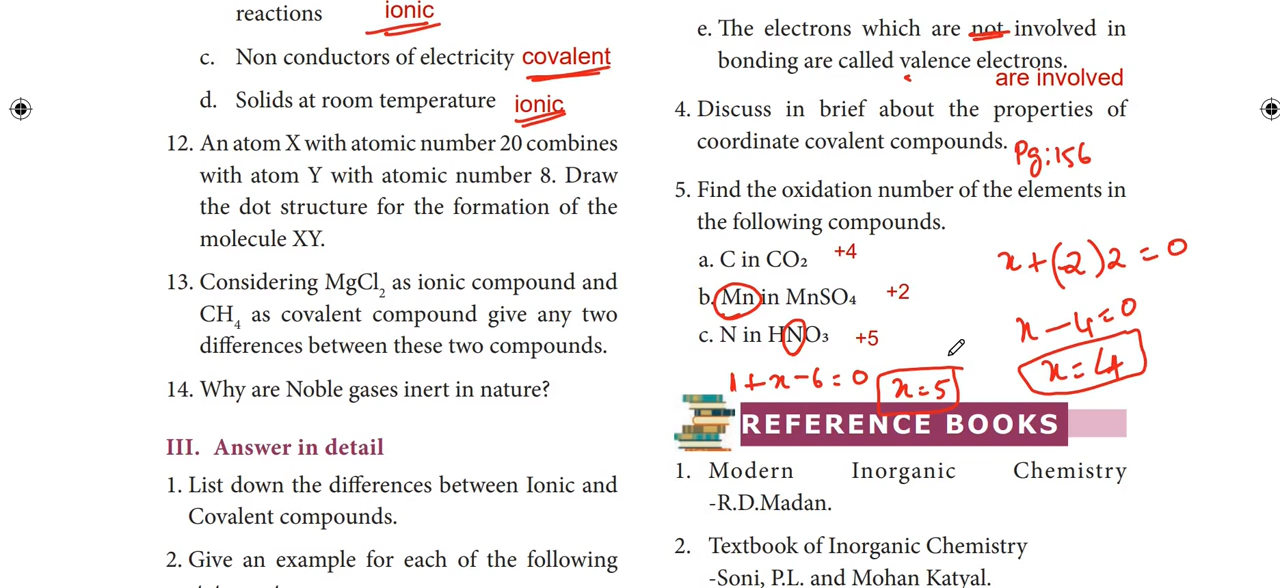 reactions ionic
c. Non conductors of electricity covalent
d. Solids at room temperature ionic
12. An atom X with atomic number 20 combines
with atom Y with atomic number 8. Draw
the dot structure for the formation of the
molecule XY.
13. Considering MgCl₂ as ionic compound and
CH₄ as covalent compound give any two
differences between these two compounds.
14. Why are Noble gases inert in nature?
III. Answer in detail
1. List down the differences between Ionic and
Covalent compounds.
2. Give an example for each of the following
e. The electrons which are not involved in
bonding are called valence electrons.
are involved
4. Discuss in brief about the properties of
coordinate covalent compounds. Pg:156
5. Find the oxidation number of the elements in
the following compounds.
a. C in CO₂ +4
b. Mn in MnSO₄ +2
c. N in HNO₃ +5
x+(-2)2=0
x-4=0
x=4
1+x-6=0 x=5
REFERENCE BOOKS
1. Modern Inorganic Chemistry
-R.D.Madan.
2. Textbook of Inorganic Chemistry
-Soni, P.L. and Mohan Katyal.